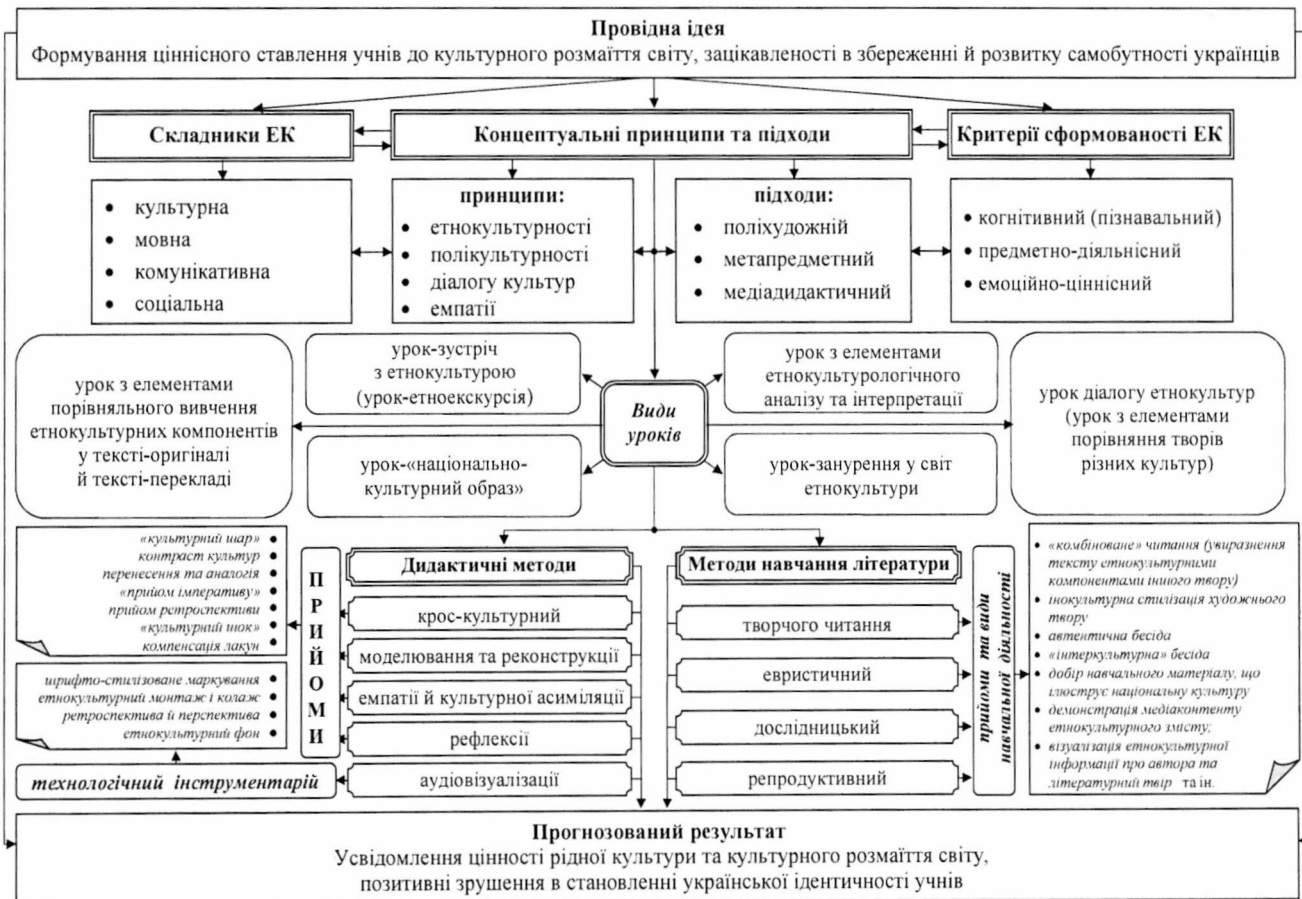 Провідна ідея
Формування ціннісного ставлення учнів до культурного розмаїття світу, зацікавленості в збереженні й розвитку самобутності українців
Складники ЕК
Концептуальні принципи та підходи
Критерії сформованості ЕК
• культурна
• мовна
• комунікативна
• соціальна
принципи:
• етнокультурності
• полікультурності
• діалогу культур
• емпатії
підходи:
• поліхудожній
• метапредметний
• медіадидактичний
• когнітивний (пізнавальний)
• предметно-діяльнісний
• емоційно-ціннісний
урок з елементами
порівняльного вивчення
етнокультурних компонентів
у тексті-оригіналі
й тексті-перекладі
урок-зустріч
з етнокультурою
(урок-етноекскурсія)
урок-«національно-
культурний образ»
Види
уроків
урок з елементами
етнокультурологічного
аналізу та інтерпретації
урок-занурення у світ
етнокультури
урок діалогу етнокультур
(урок з елементами
порівняння творів
різних культур)
«культурний шар» •
контраст культур •
перенесення та аналогія •
«прийом імперативу» •
прийом ретроспективи •
«культурний шок» •
компенсація лакун •
шрифто-стилізоване маркування •
етнокультурний монтаж і колаж •
ретроспектива й перспектива •
етнокультурний фон •
технологічний інструментарій
ПРИЙОМИ
Дидактичні методи
крос-культурний
моделювання та реконструкції
емпатії й культурної асиміляції
рефлексії
аудіовізуалізації
Методи навчання літератури
творчого читання
евристичний
дослідницький
репродуктивний
прийоми та види
навчальної діяльності
• «комбіноване» читання (увиразнення
тексту етнокультурними
компонентами іншого твору)
• інокультурна стилізація художнього
твору
• автентична бесіда
• «інтеркультурна» бесіда
• добір навчального матеріалу, що
ілюструє національну культуру
• демонстрація медіаконтенту
етнокультурного змісту;
• візуалізація етнокультурної
інформації про автора та
літературний твір та ін.
Прогнозований результат
Усвідомлення цінності рідної культури та культурного розмаїття світу,
позитивні зрушення в становленні української ідентичності учнів